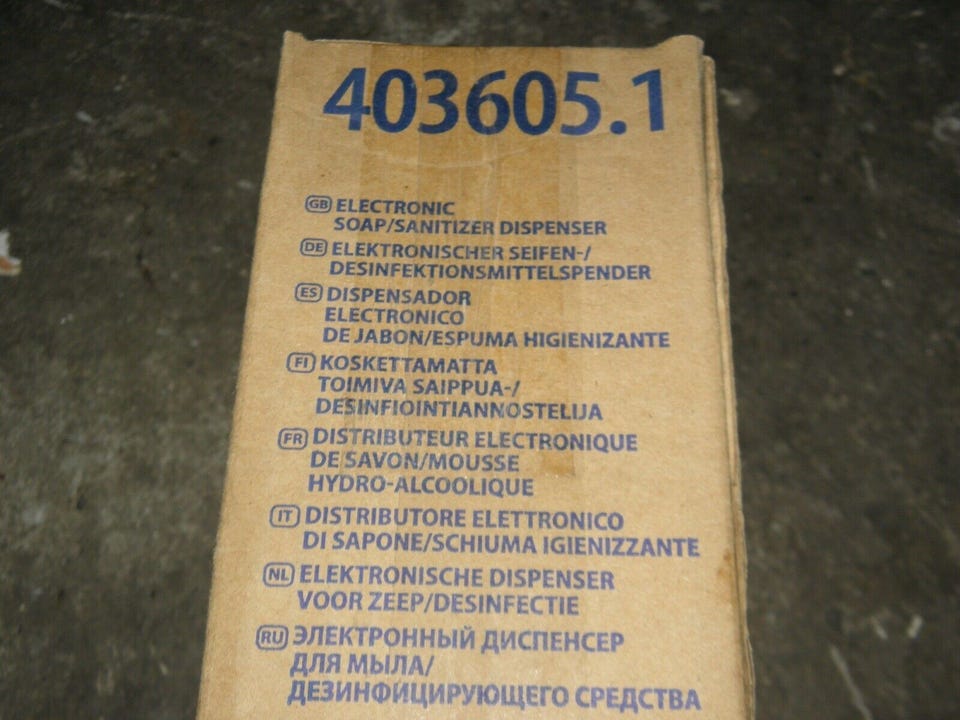 403605.1
GB ELECTRONIC
SOAP/SANITIZER DISPENSER
DE ELEKTRONISCHER SEIFEN-/
DESINFEKTIONSMITTELSPENDER
ES DISPENSADOR
ELECTRONICO
DE JABON/ESPUMA HIGIENIZANTE
FI KOSKETTAMATTA
TOIMIVA SAIPPUA-/
DESINFIOINTIANNOSTELIJA
FR DISTRIBUTEUR ELECTRONIQUE
DE SAVON/MOUSSE
HYDRO-ALCOOLIQUE
IT DISTRIBUTORE ELETTRONICO
DI SAPONE/SCHIUMA IGIENIZZANTE
NL ELEKTRONISCHE DISPENSER
VOOR ZEEP/DESINFECTIE
RU ЭЛЕКТРОННЫЙ ДИСПЕНСЕР
ДЛЯ МЫЛА/
ДЕЗИНФИЦИРУЮЩЕГО СРЕДСТВА